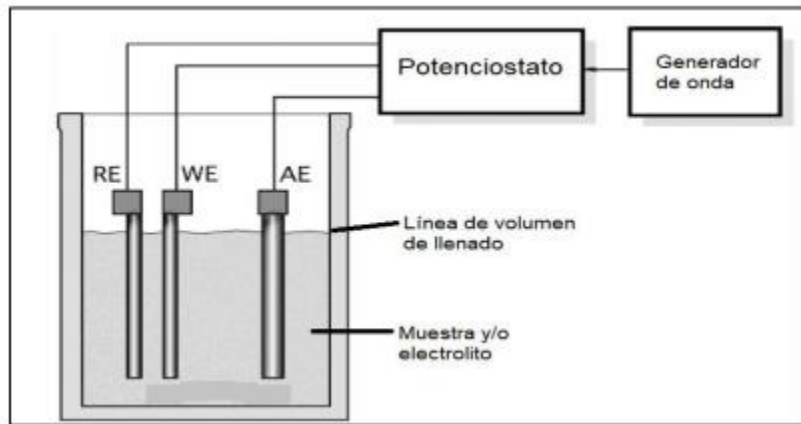 Potenciostato
Generador
de onda
RE
WE
AE
Línea de volumen
de llenado
Muestra y/o
electrolito